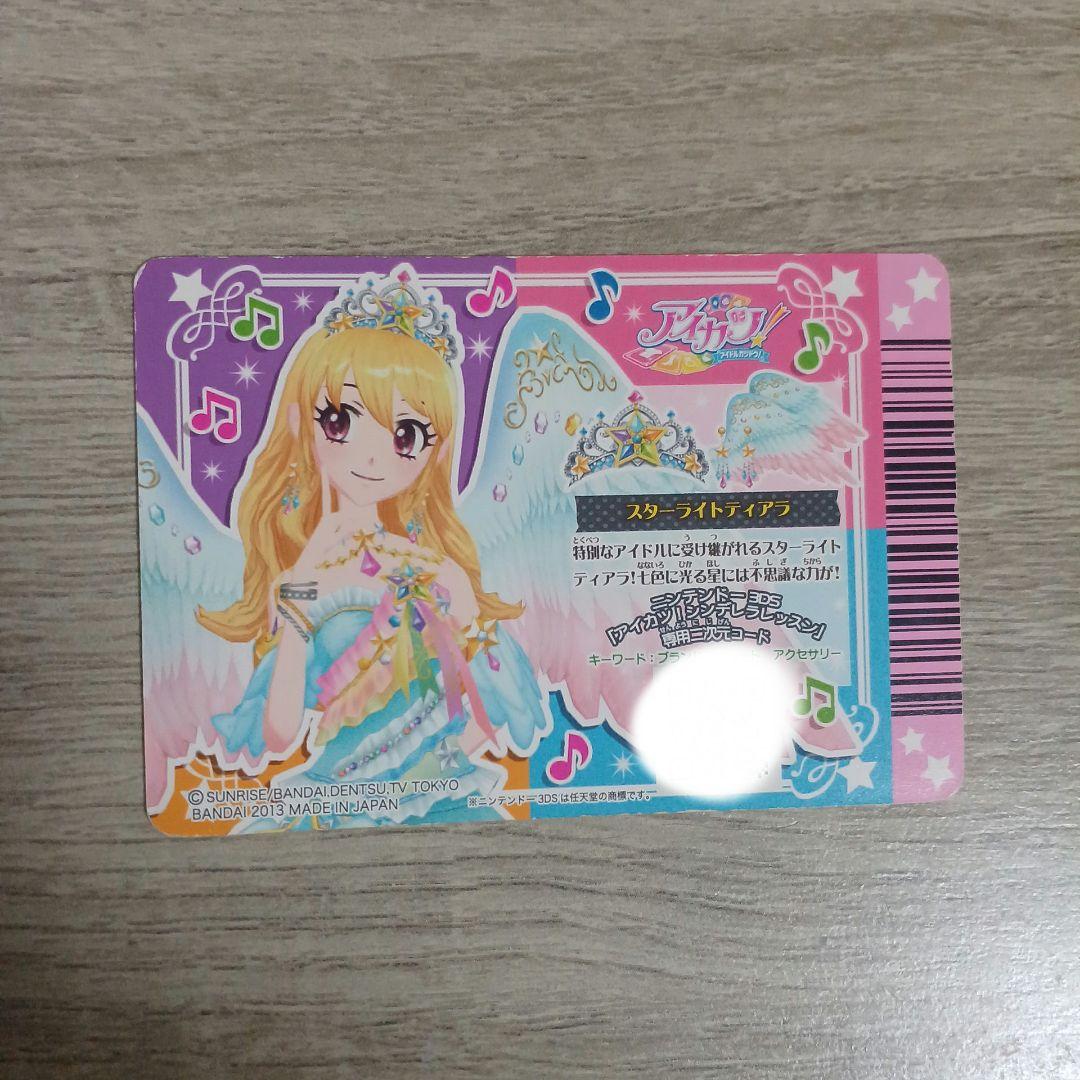 アイカツ!
アイドルカツドウ!
スターライトティアラ
特別なアイドルに受け継がれるスターライト
ティアラ!七色に光る星には不思議な力が!
ニンテンドー3DS
「アイカツ!シンデレラレッスン」
専用二次元コード
キーワード:ブラン アクセサリー
© SUNRISE/BANDAI,DENTSU,TV TOKYO
BANDAI 2013 MADE IN JAPAN
※ニンテンドー3DSは任天堂の商標です。